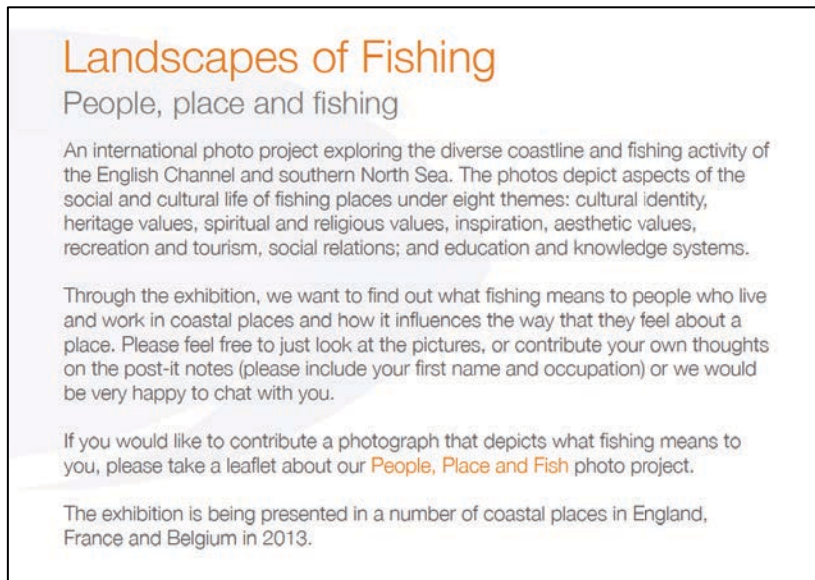 Landscapes of Fishing
People, place and fishing
An international photo project exploring the diverse coastline and fishing activity of
the English Channel and southern North Sea. The photos depict aspects of the
social and cultural life of fishing places under eight themes: cultural identity,
heritage values, spiritual and religious values, inspiration, aesthetic values,
recreation and tourism, social relations; and education and knowledge systems.
Through the exhibition, we want to find out what fishing means to people who live
and work in coastal places and how it influences the way that they feel about a
place. Please feel free to just look at the pictures, or contribute your own thoughts
on the post-it notes (please include your first name and occupation) or we would
be very happy to chat with you.
If you would like to contribute a photograph that depicts what fishing means to
you, please take a leaflet about our People, Place and Fish photo project.
The exhibition is being presented in a number of coastal places in England,
France and Belgium in 2013.